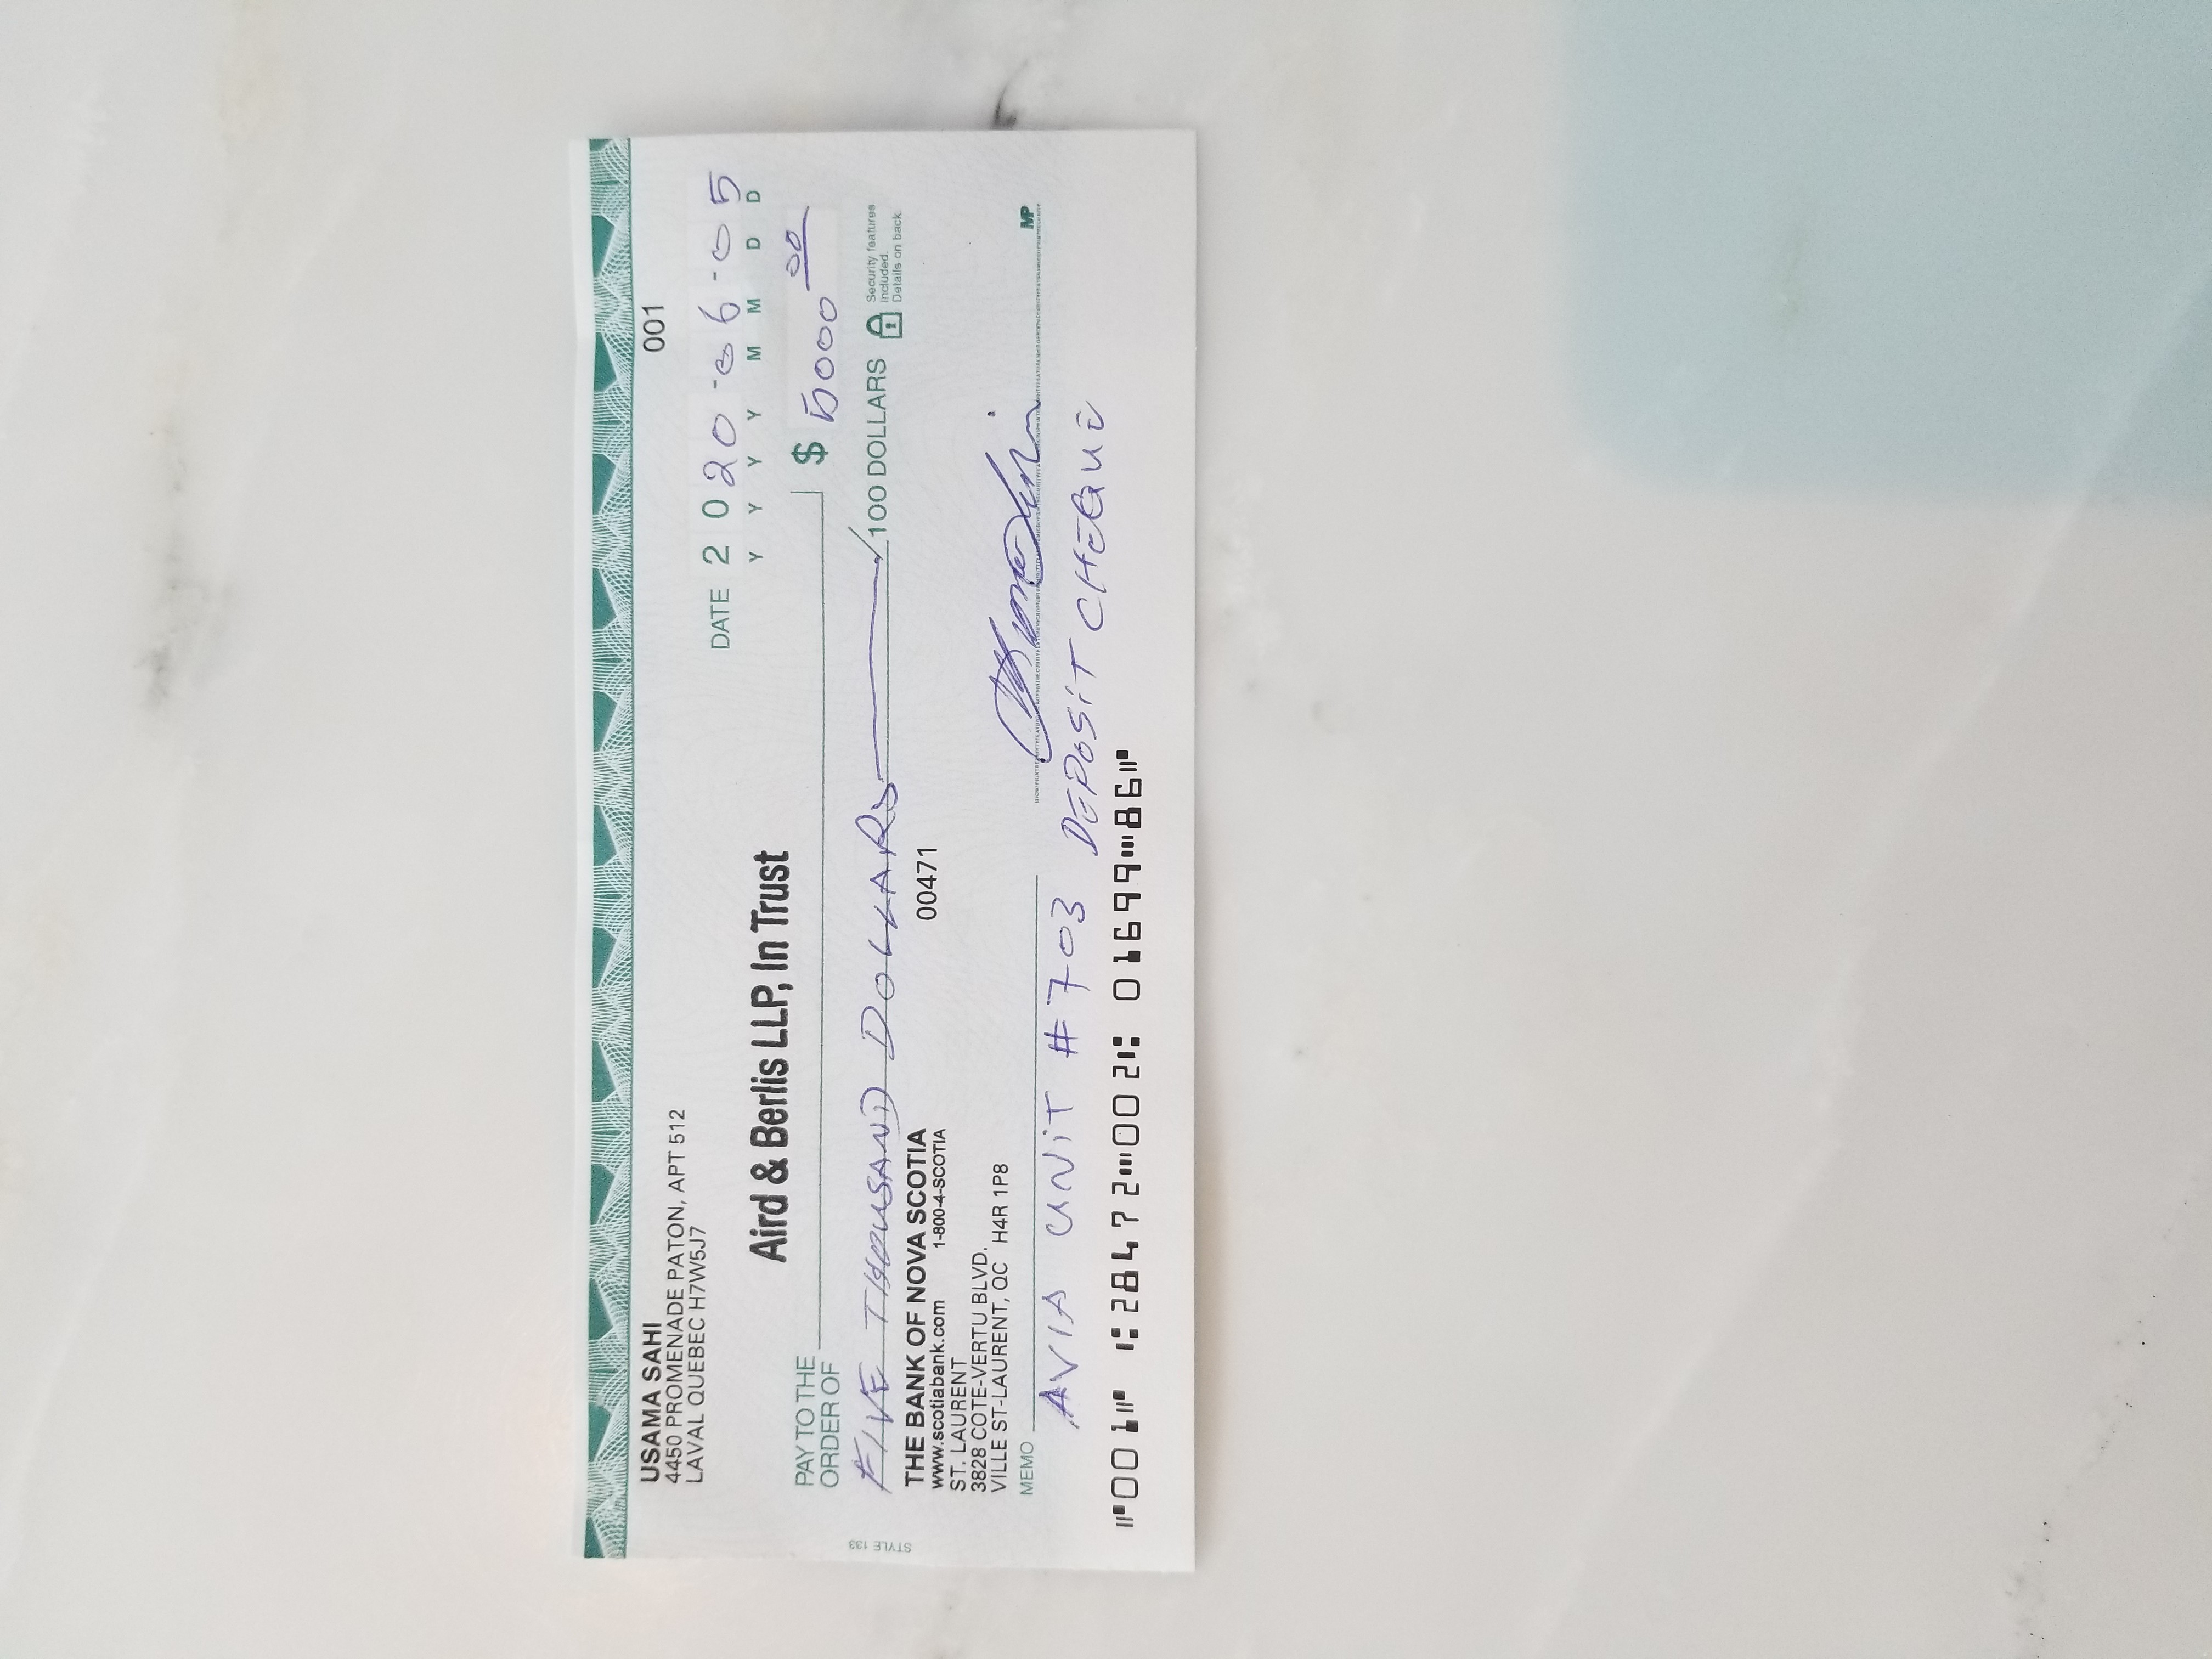 USAMA SAHI
4450 PROMENADE PATON, APT 512
LAVAL QUEBEC H7W5J7
001
DATE 2020-06-05
Y Y Y Y M M D D
PAY TO THE
ORDER OF
Aird & Berlis LLP, In Trust
$ 5000 00
FIVE THOUSAND DOLLARS
100 DOLLARS
Security features
included.
Details on back.
THE BANK OF NOVA SCOTIA
www.scotiabank.com 1-800-4-SCOTIA
00471
ST. LAURENT
3828 COTE-VERTU BLVD.
VILLE ST-LAURENT, QC H4R 1P8
MEMO
MP
AVIA UNIT #703 DEPOSIT CHEQUE
⑈001⑈ ⑆28472⑉002⑆ 01699⑉86⑈
STYLE 133